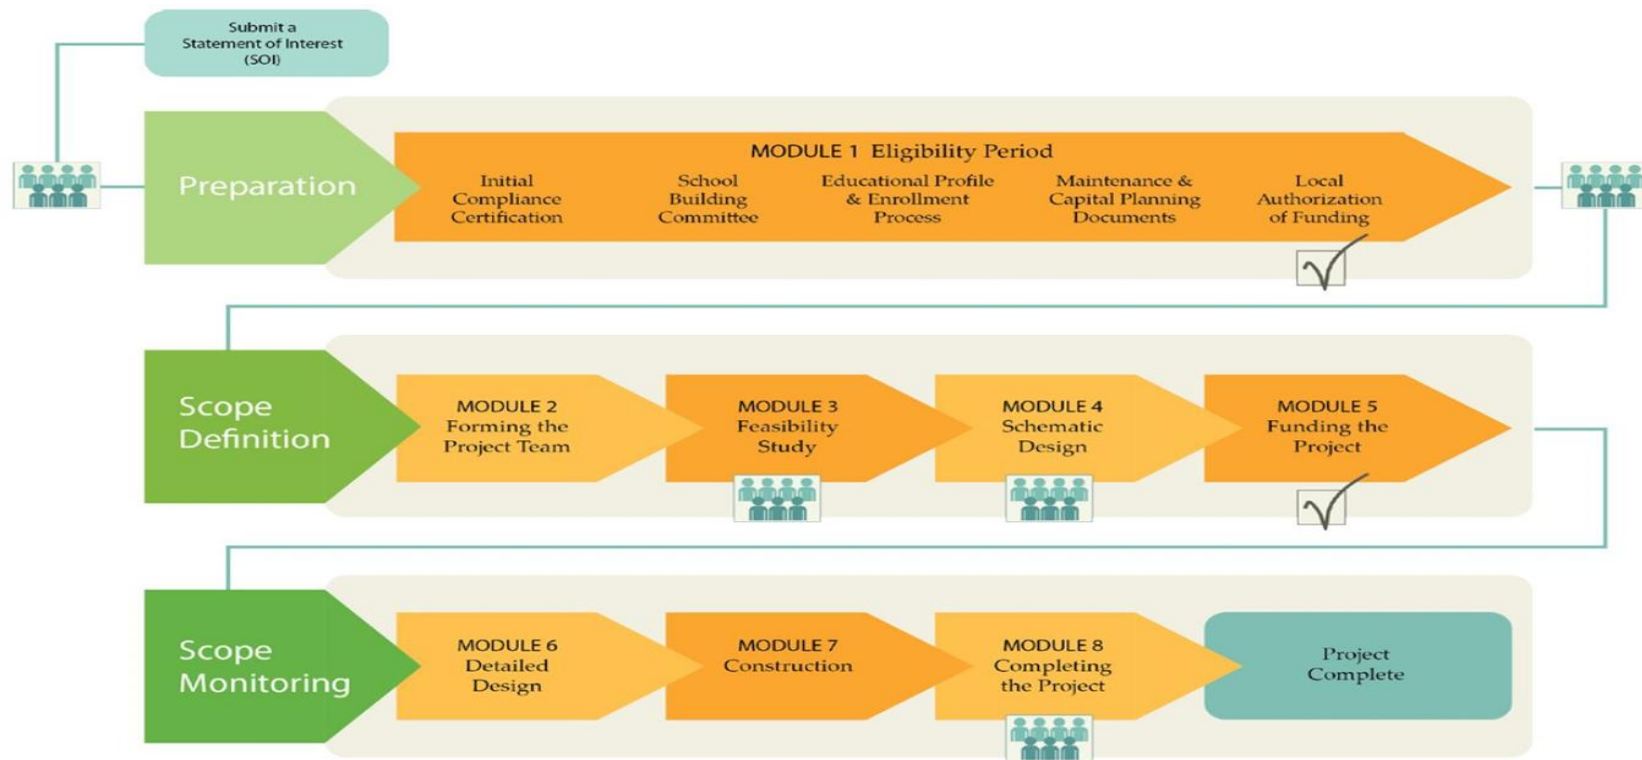 Submit a
Statement of Interest
(SOI)
Preparation
MODULE 1 Eligibility Period
Initial
Compliance
Certification
School
Building
Committee
Educational Profile
& Enrollment
Process
Maintenance &
Capital Planning
Documents
Local
Authorization
of Funding
Scope
Definition
MODULE 2
Forming the
Project Team
MODULE 3
Feasibility
Study
MODULE 4
Schematic
Design
MODULE 5
Funding the
Project
Scope
Monitoring
MODULE 6
Detailed
Design
MODULE 7
Construction
MODULE 8
Completing
the Project
Project
Complete